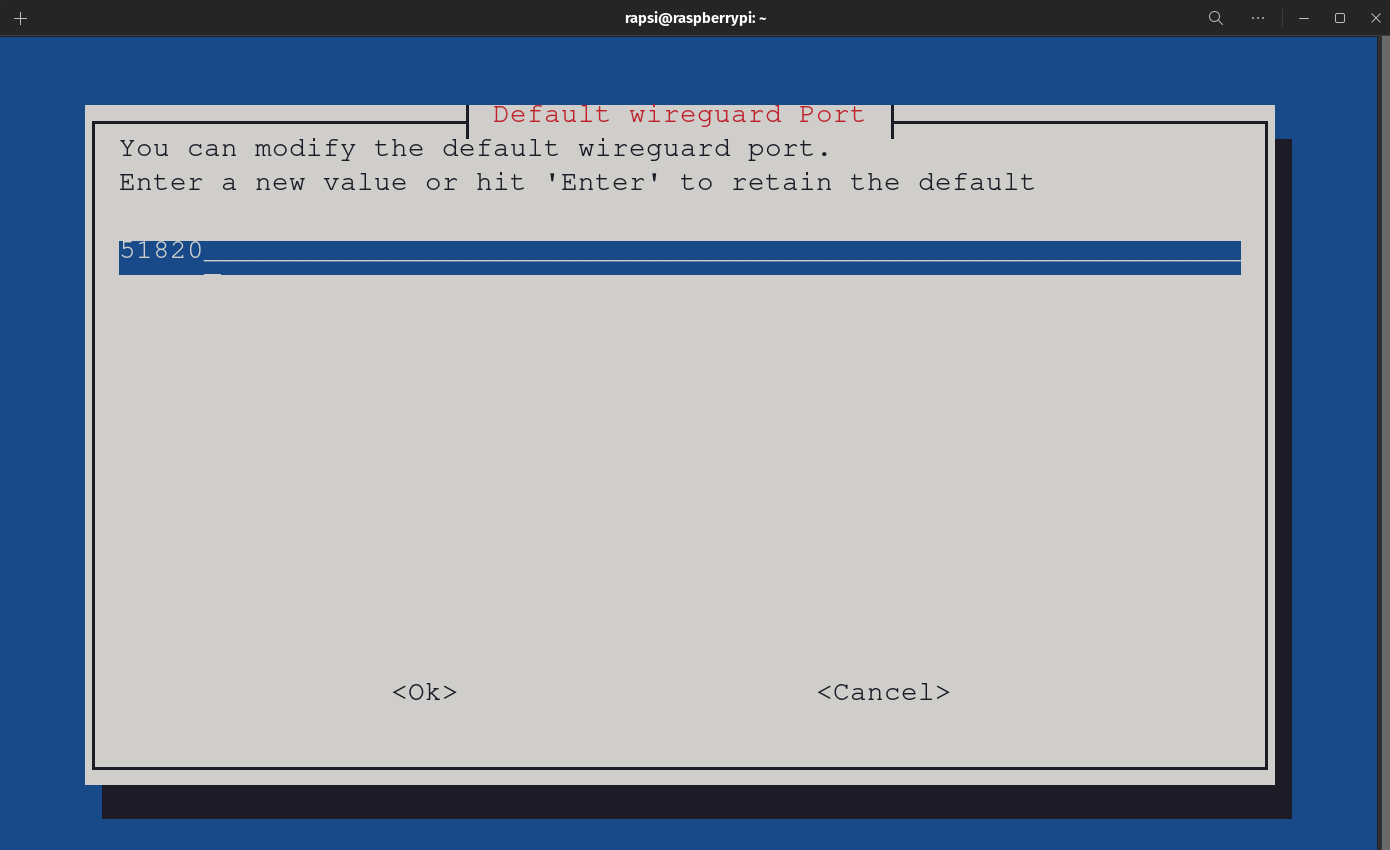 rapsi@raspberrypi: ~
Default wireguard Port
You can modify the default wireguard port.
Enter a new value or hit 'Enter' to retain the default
51820
<Ok> <Cancel>